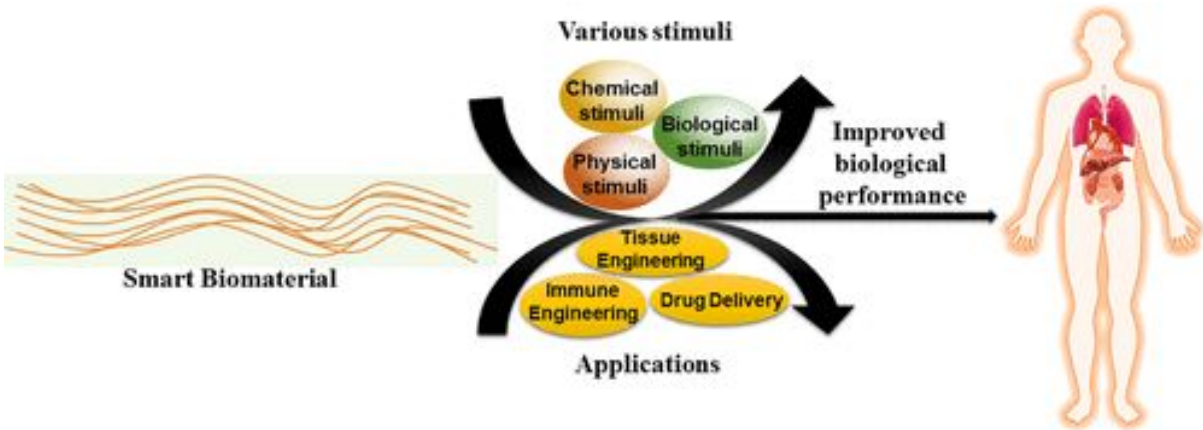 Various stimuli
Chemical
stimuli
Biological
stimuli
Physical
stimuli
Improved
biological
performance
Smart Biomaterial
Tissue
Engineering
Immune
Engineering
Drug Delivery
Applications